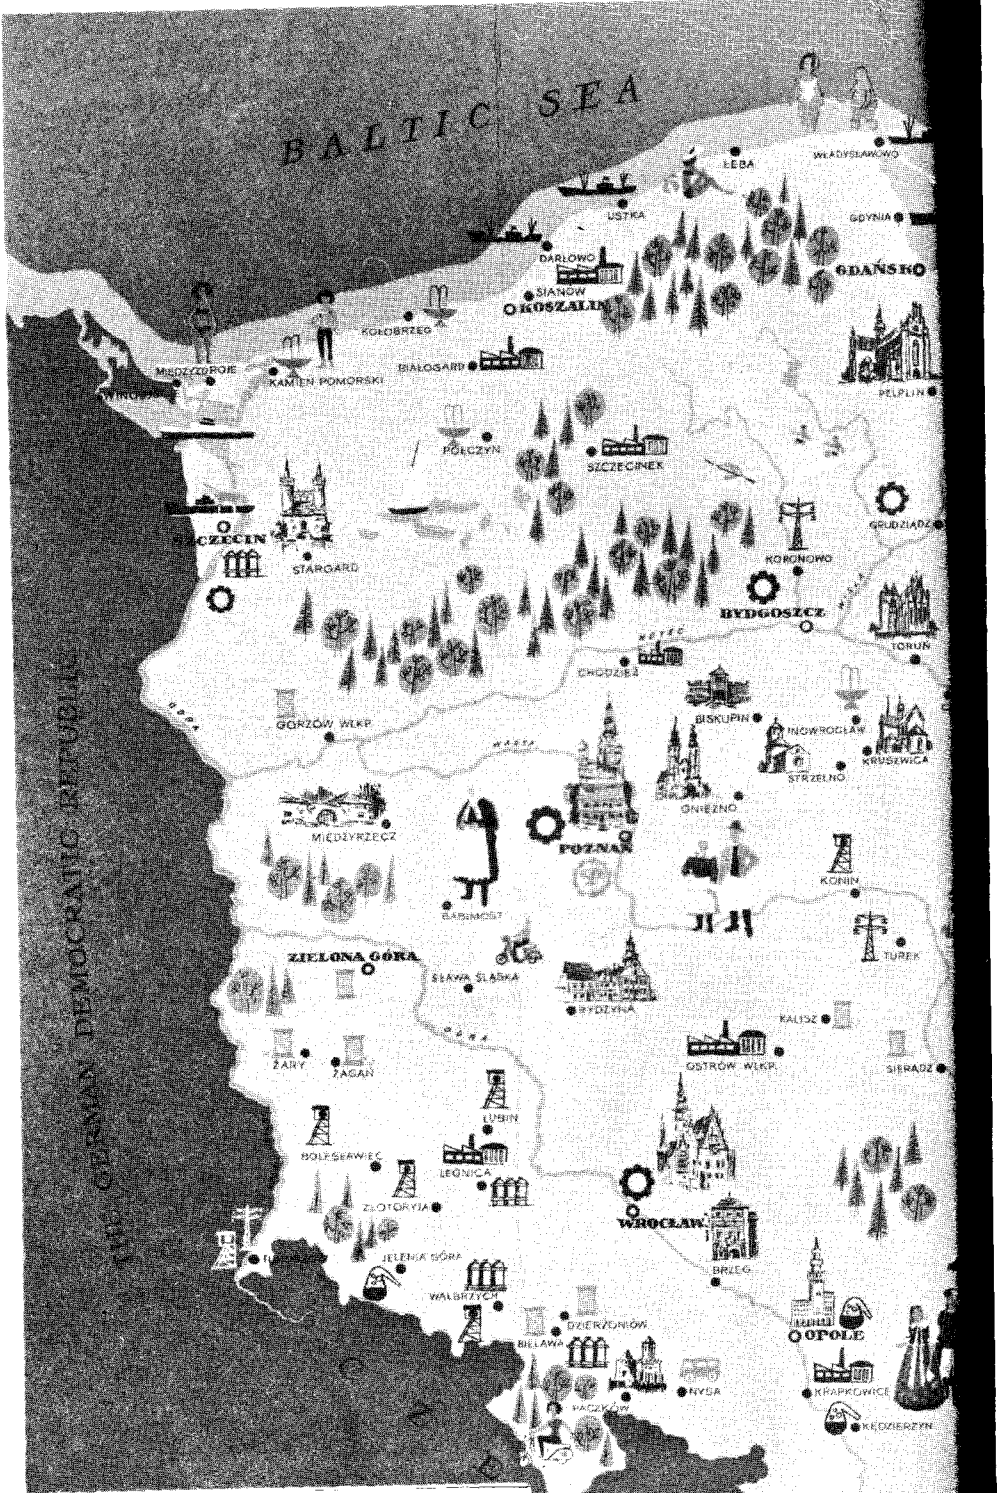 BALTIC SEA
ŁEBA
WŁADYSŁAWOWO
USTKA
GDYNIA
DARŁOWO
GDAŃSK
SIANÓW
KOSZALIN
KOŁOBRZEG
MIĘDZYZDROJE
KAMIEŃ POMORSKI
BIAŁOGARD
PELPLIN
POŁCZYN
SZCZECINEK
GRUDZIĄDZ
SZCZECIN
STARGARD
KORONOWO
WISŁA
BYDGOSZCZ
TORUŃ
NOTEĆ
CHODZIEŻ
ODRA
GORZÓW WLKP.
BISKUPIN
INOWROCŁAW
WARTA
KRUSZWICA
STRZELNO
GNIEZNO
MIĘDZYRZECZ
POZNAŃ
KONIN
BABIMOST
TUREK
ZIELONA GÓRA
SŁAWA ŚLĄSKA
RYDZYNA
KALISZ
ODRA
ŻARY
ŻAGAŃ
OSTRÓW WLKP.
SIERADZ
LUBIN
BOLESŁAWIEC
LEGNICA
ZŁOTORYJA
WROCŁAW
JELENIA GÓRA
BRZEG
WAŁBRZYCH
DZIERŻONIÓW
BIELAWA
OPOLE
NYSA
KRAPKOWICE
PACZKÓW
KĘDZIERZYN
THE GERMAN DEMOCRATIC REPUBLIC